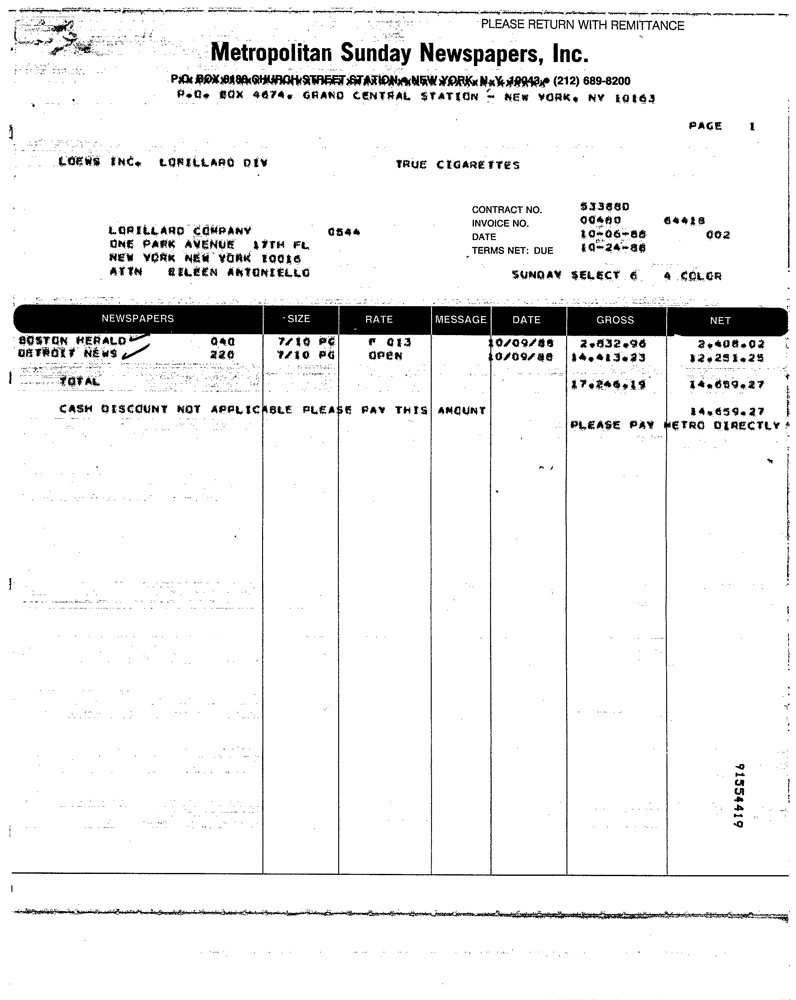 PLEASE RETURN WITH REMITTANCE
Metropolitan Sunday Newspapers, Inc.
P.O. BOX CHURCH STREET STATION • NEW YORK, N.Y. 10043 • (212) 689-8200
P.O. BOX 4674, GRAND CENTRAL STATION - NEW YORK, NY 10163
PAGE 1
LOEWS INC. LORILLARD DIV TRUE CIGARETTES
CONTRACT NO. 533880
INVOICE NO. 00480 64418
LORILLARD COMPANY 0544 DATE 10-06-88 002
ONE PARK AVENUE 17TH FL TERMS NET: DUE 10-24-88
NEW YORK NEW YORK 10016
ATTN EILEEN ANTONIELLO SUNDAY SELECT 6 4 COLOR
NEWSPAPERS SIZE RATE MESSAGE DATE GROSS NET
BOSTON HERALD 040 7/10 PG F 013 10/09/88 2,832.96 2,408.02
DETROIT NEWS 220 7/10 PG OPEN 10/09/88 14,413.23 12,251.25
TOTAL 17,246.19 14,659.27
CASH DISCOUNT NOT APPLICABLE PLEASE PAY THIS AMOUNT 14,659.27
PLEASE PAY METRO DIRECTLY *
91554419